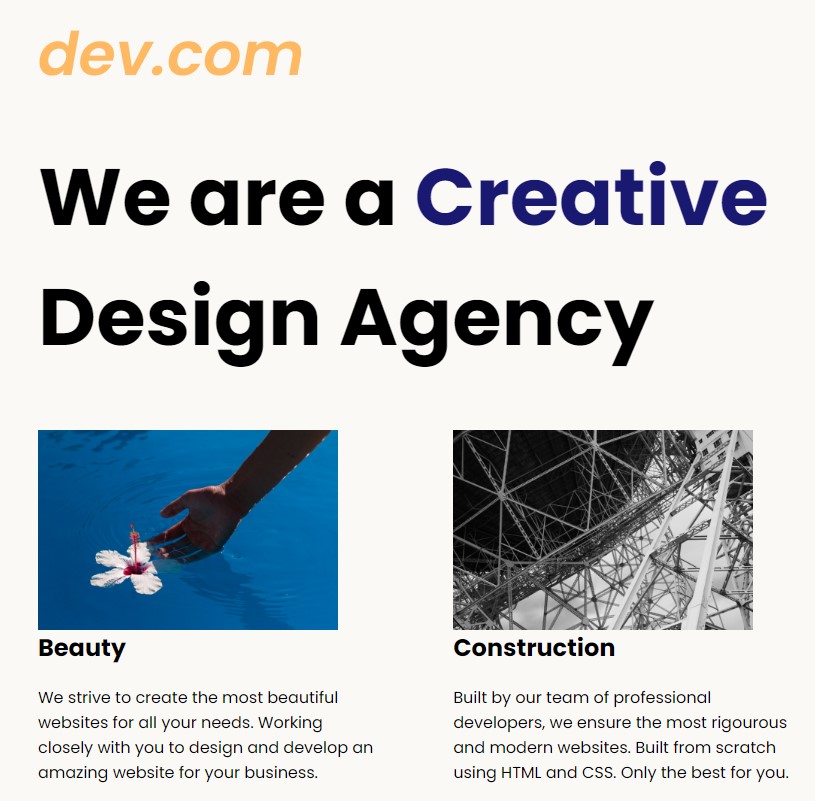 dev.com
We are a Creative
Design Agency
Beauty
We strive to create the most beautiful
websites for all your needs. Working
closely with you to design and develop an
amazing website for your business.
Construction
Built by our team of professional
developers, we ensure the most rigourous
and modern websites. Built from scratch
using HTML and CSS. Only the best for you.